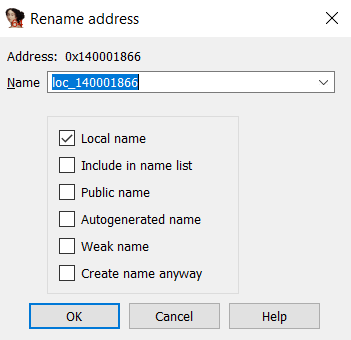 Rename address
Address: 0x140001866
Name loc_140001866
Local name
Include in name list
Public name
Autogenerated name
Weak name
Create name anyway
OK Cancel Help